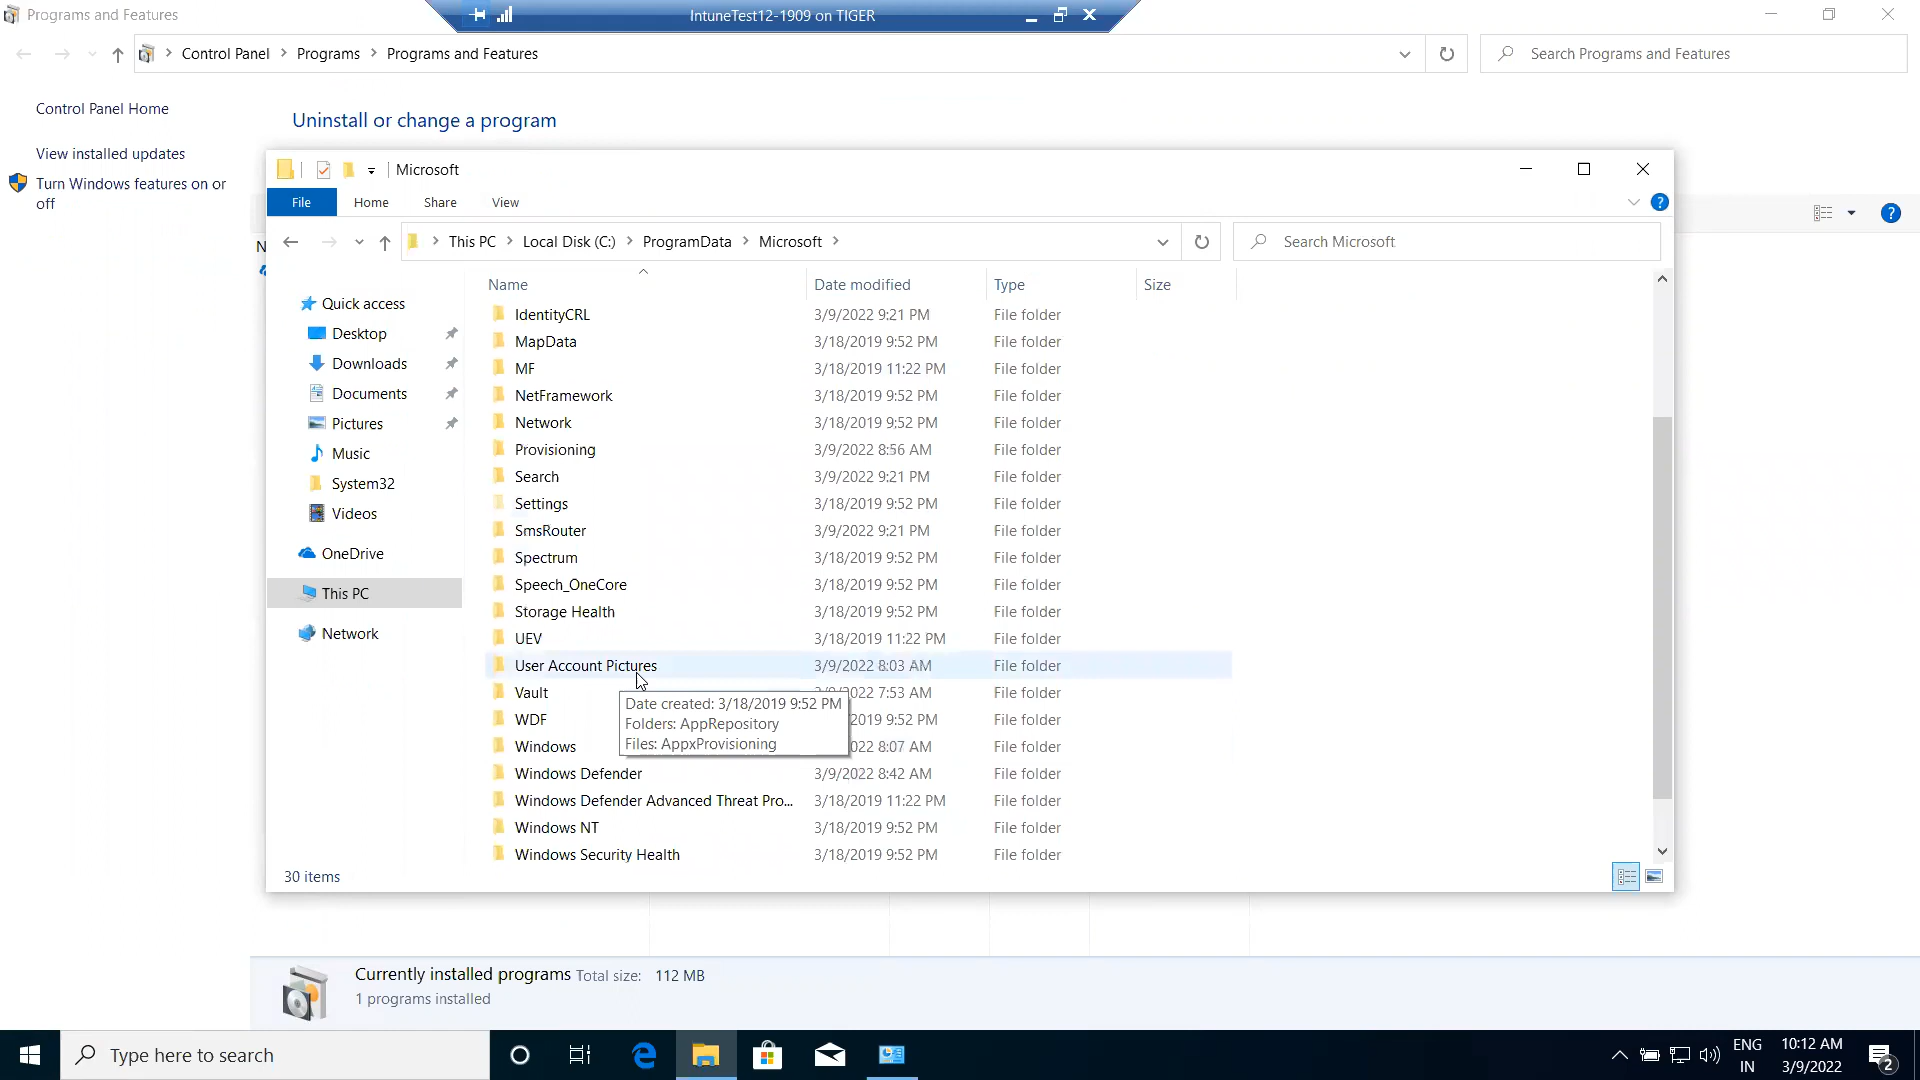 Programs and Features
IntuneTest12-1909 on TIGER
Control Panel
Programs
Programs and Features
Search Programs and Features
Control Panel Home
View installed updates
Turn Windows features on or
off
Uninstall or change a program
N
Microsoft
File Home Share View
This PC Local Disk (C:) ProgramData Microsoft
Search Microsoft
Name Date modified Type Size
Quick access
Desktop
Downloads
Documents
Pictures
Music
System32
Videos
OneDrive
This PC
Network
IdentityCRL 3/9/2022 9:21 PM File folder
MapData 3/18/2019 9:52 PM File folder
MF 3/18/2019 11:22 PM File folder
NetFramework 3/18/2019 9:52 PM File folder
Network 3/18/2019 9:52 PM File folder
Provisioning 3/9/2022 8:56 AM File folder
Search 3/9/2022 9:21 PM File folder
Settings 3/18/2019 9:52 PM File folder
SmsRouter 3/9/2022 9:21 PM File folder
Spectrum 3/18/2019 9:52 PM File folder
Speech_OneCore 3/18/2019 9:52 PM File folder
Storage Health 3/18/2019 9:52 PM File folder
UEV 3/18/2019 11:22 PM File folder
User Account Pictures 3/9/2022 8:03 AM File folder
Vault 022 7:53 AM File folder
WDF 019 9:52 PM File folder
Windows 022 8:07 AM File folder
Windows Defender 3/9/2022 8:42 AM File folder
Windows Defender Advanced Threat Pro... 3/18/2019 11:22 PM File folder
Windows NT 3/18/2019 9:52 PM File folder
Windows Security Health 3/18/2019 9:52 PM File folder
Date created: 3/18/2019 9:52 PM
Folders: AppRepository
Files: AppxProvisioning
30 items
Currently installed programs Total size: 112 MB
1 programs installed
Type here to search
ENG
IN
10:12 AM
3/9/2022
2